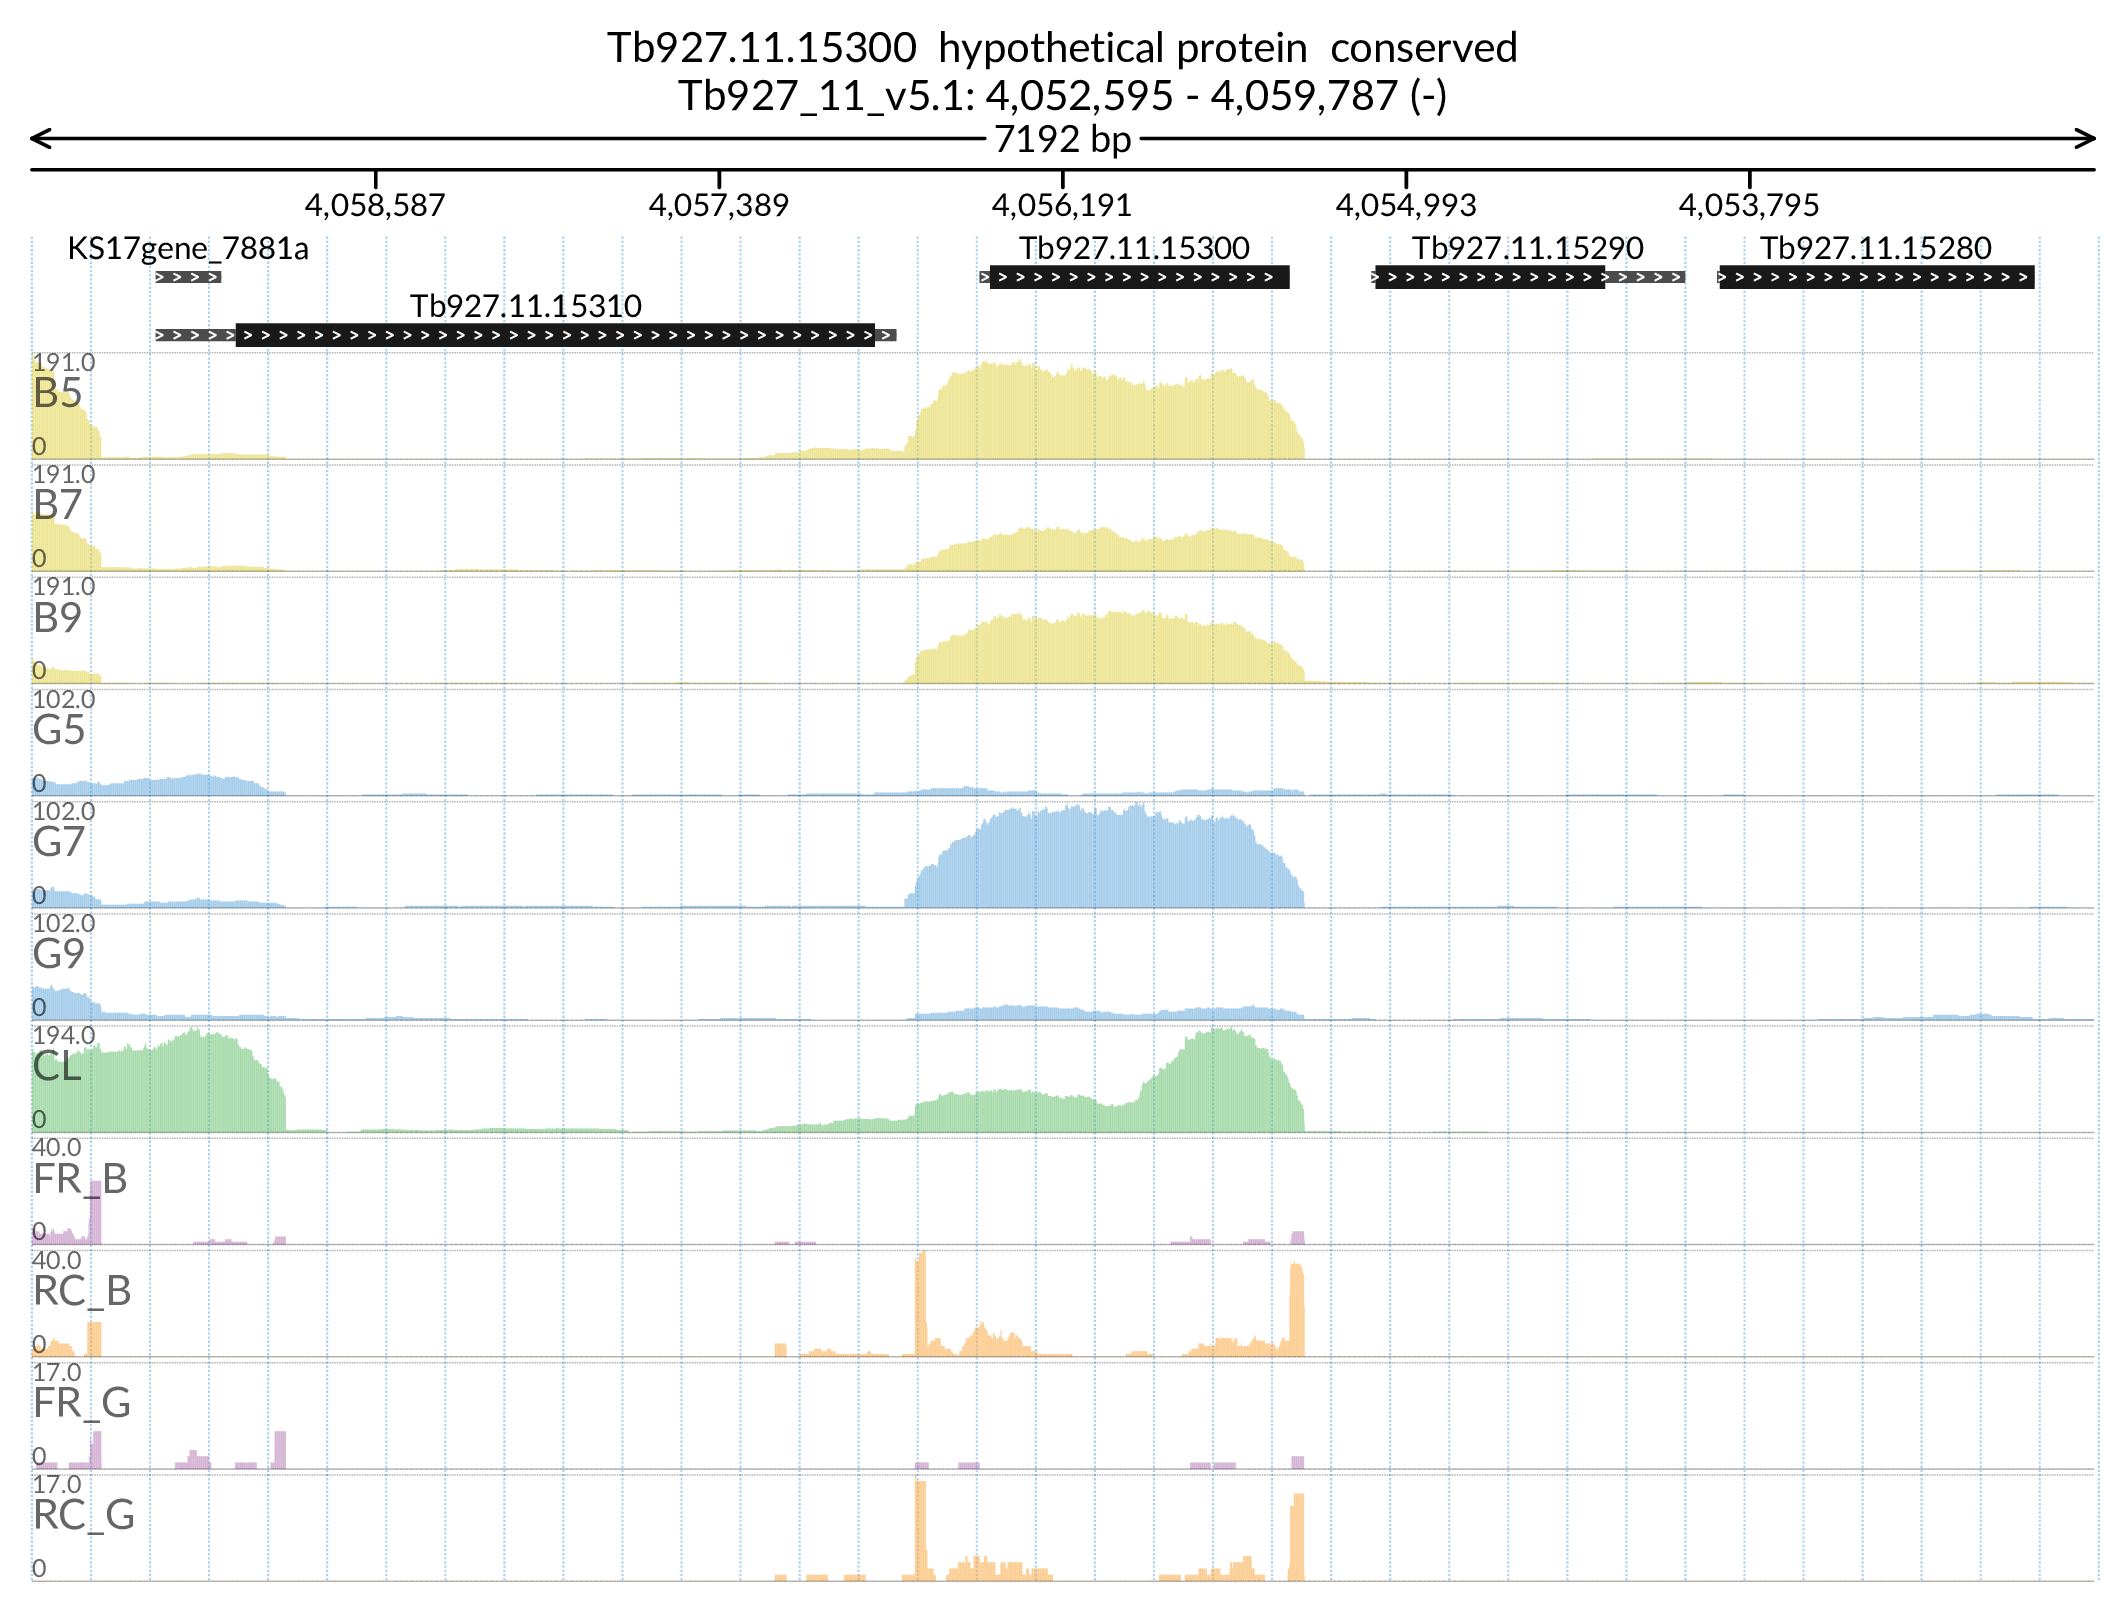 Tb927.11.15300 hypothetical protein conserved
Tb927_11_v5.1: 4,052,595 - 4,059,787 (-)
7192 bp
4,058,587 4,057,389 4,056,191 4,054,993 4,053,795
KS17gene_7881a Tb927.11.15300 Tb927.11.15290 Tb927.11.15280
Tb927.11.15310
191.0
B5
0
191.0
B7
0
191.0
B9
0
102.0
G5
0
102.0
G7
0
102.0
G9
0
194.0
CL
0
40.0
FR_B
0
40.0
RC_B
0
17.0
FR_G
0
17.0
RC_G
0